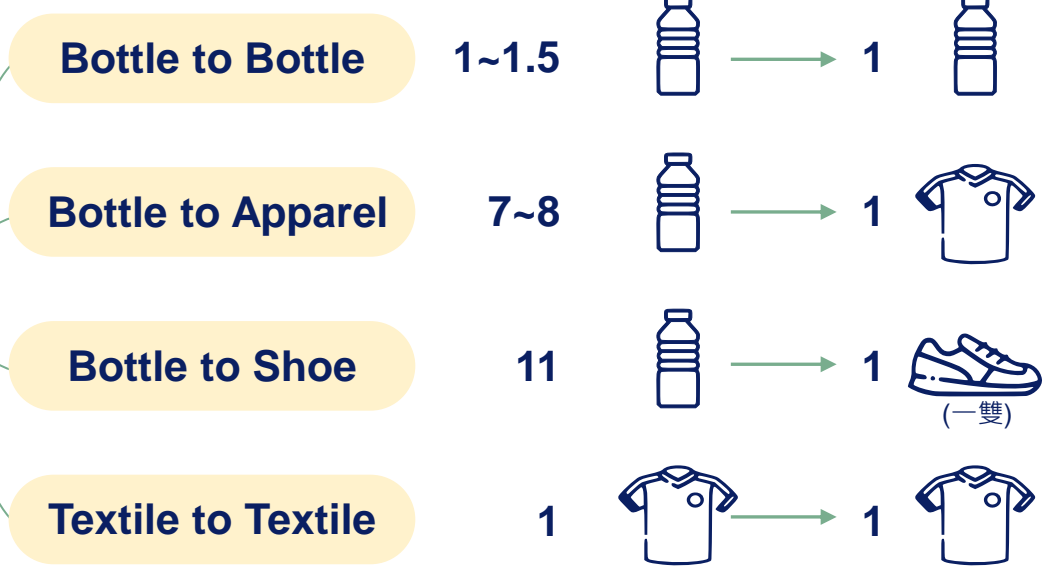 Bottle to Bottle 1~1.5 1
Bottle to Apparel 7~8 1
Bottle to Shoe 11 1
(一雙)
Textile to Textile 1 1